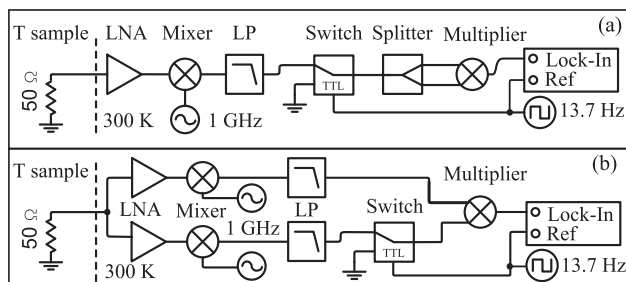 (a)
T sample LNA Mixer LP Switch Splitter Multiplier
Lock-In
Ref
TTL
50 Ω
300 K 1 GHz 13.7 Hz
(b)
T sample Multiplier
LNA Mixer LP Switch
1 GHz
Lock-In
Ref
TTL
50 Ω
300 K 13.7 Hz